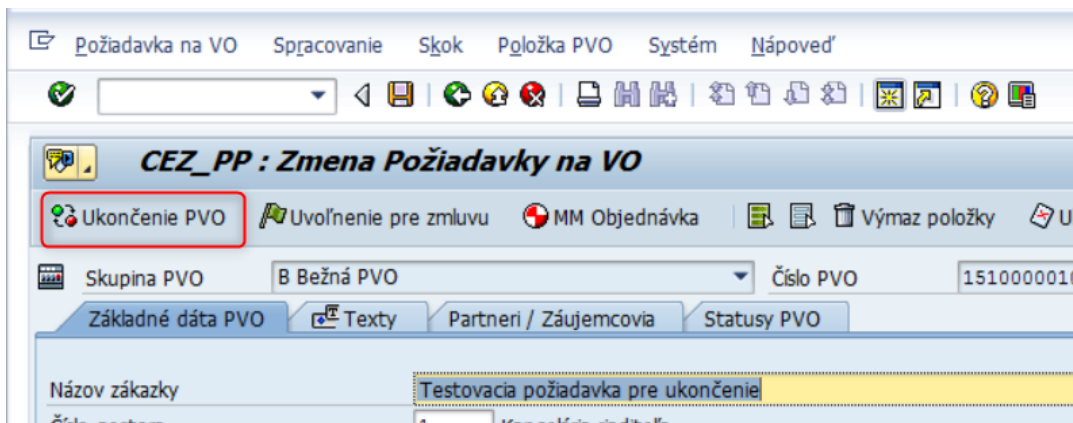 Požiadavka na VO Spracovanie Skok Položka PVO Systém Nápoveď
CEZ_PP : Zmena Požiadavky na VO
Ukončenie PVO Uvoľnenie pre zmluvu MM Objednávka Výmaz položky U
Skupina PVO B Bežná PVO Číslo PVO 1510000010
Základné dáta PVO Texty Partneri / Záujemcovia Statusy PVO
Názov zákazky Testovacia požiadavka pre ukončenie